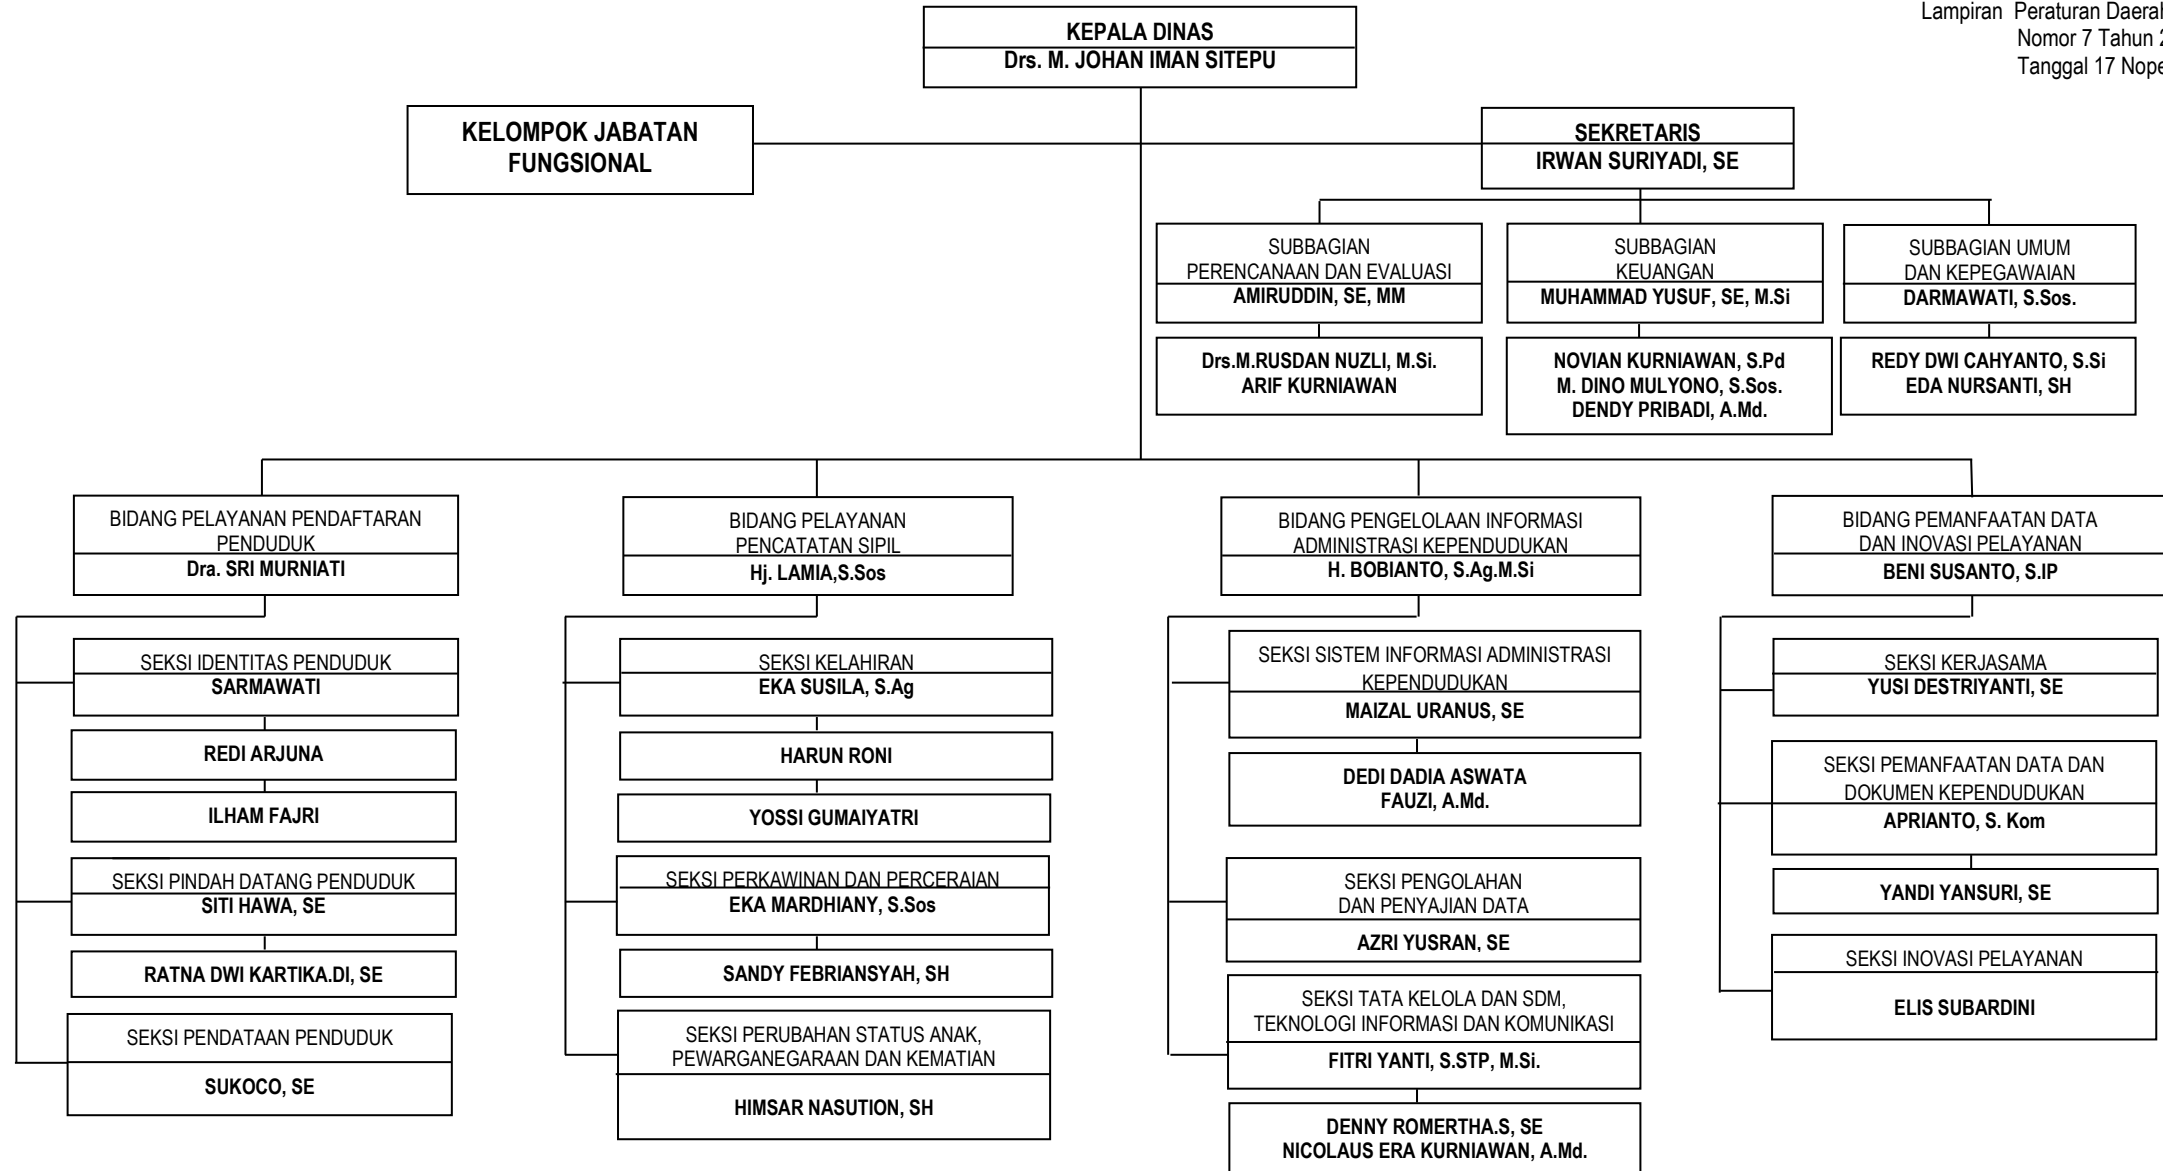 Lampiran Peraturan Daerah
Nomor 7 Tahun
Tanggal 17
KEPALA DINAS
Drs. M. JOHAN IMAN SITEPU
KELOMPOK JABATAN
FUNGSIONAL
SEKRETARIS
IRWAN SURIYADI, SE
SUBBAGIAN
PERENCANAAN DAN EVALUASI
AMIRUDDIN, SE, MM
Drs.M.RUSDAN NUZLI, M.Si.
ARIF KURNIAWAN
SUBBAGIAN
KEUANGAN
MUHAMMAD YUSUF, SE, M.Si
NOVIAN KURNIAWAN, S.Pd
M. DINO MULYONO, S.Sos.
DENDY PRIBADI, A.Md.
SUBBAGIAN UMUM
DAN KEPEGAWAIAN
DARMAWATI, S.Sos.
REDY DWI CAHYANTO, S.Si
EDA NURSANTI, SH
BIDANG PELAYANAN PENDAFTARAN
PENDUDUK
Dra. SRI MURNIATI
SEKSI IDENTITAS PENDUDUK
SARMAWATI
REDI ARJUNA
ILHAM FAJRI
SEKSI PINDAH DATANG PENDUDUK
SITI HAWA, SE
RATNA DWI KARTIKA.DI, SE
SEKSI PENDATAAN PENDUDUK
SUKOCO, SE
BIDANG PELAYANAN
PENCATATAN SIPIL
Hj. LAMIA,S.Sos
SEKSI KELAHIRAN
EKA SUSILA, S.Ag
HARUN RONI
YOSSI GUMAIYATRI
SEKSI PERKAWINAN DAN PERCERAIAN
EKA MARDHIANY, S.Sos
SANDY FEBRIANSYAH, SH
SEKSI PERUBAHAN STATUS ANAK,
PEWARGANEGARAAN DAN KEMATIAN
HIMSAR NASUTION, SH
BIDANG PENGELOLAAN INFORMASI
ADMINISTRASI KEPENDUDUKAN
H. BOBIANTO, S.Ag.M.Si
SEKSI SISTEM INFORMASI ADMINISTRASI
KEPENDUDUKAN
MAIZAL URANUS, SE
DEDI DADIA ASWATA
FAUZI, A.Md.
SEKSI PENGOLAHAN
DAN PENYAJIAN DATA
AZRI YUSRAN, SE
SEKSI TATA KELOLA DAN SDM,
TEKNOLOGI INFORMASI DAN KOMUNIKASI
FITRI YANTI, S.STP, M.Si.
DENNY ROMERTHA.S, SE
NICOLAUS ERA KURNIAWAN, A.Md.
BIDANG PEMANFAATAN DATA
DAN INOVASI PELAYANAN
BENI SUSANTO, S.IP
SEKSI KERJASAMA
YUSI DESTRIYANTI, SE
SEKSI PEMANFAATAN DATA DAN
DOKUMEN KEPENDUDUKAN
APRIANTO, S. Kom
YANDI YANSURI, SE
SEKSI INOVASI PELAYANAN
ELIS SUBARDINI